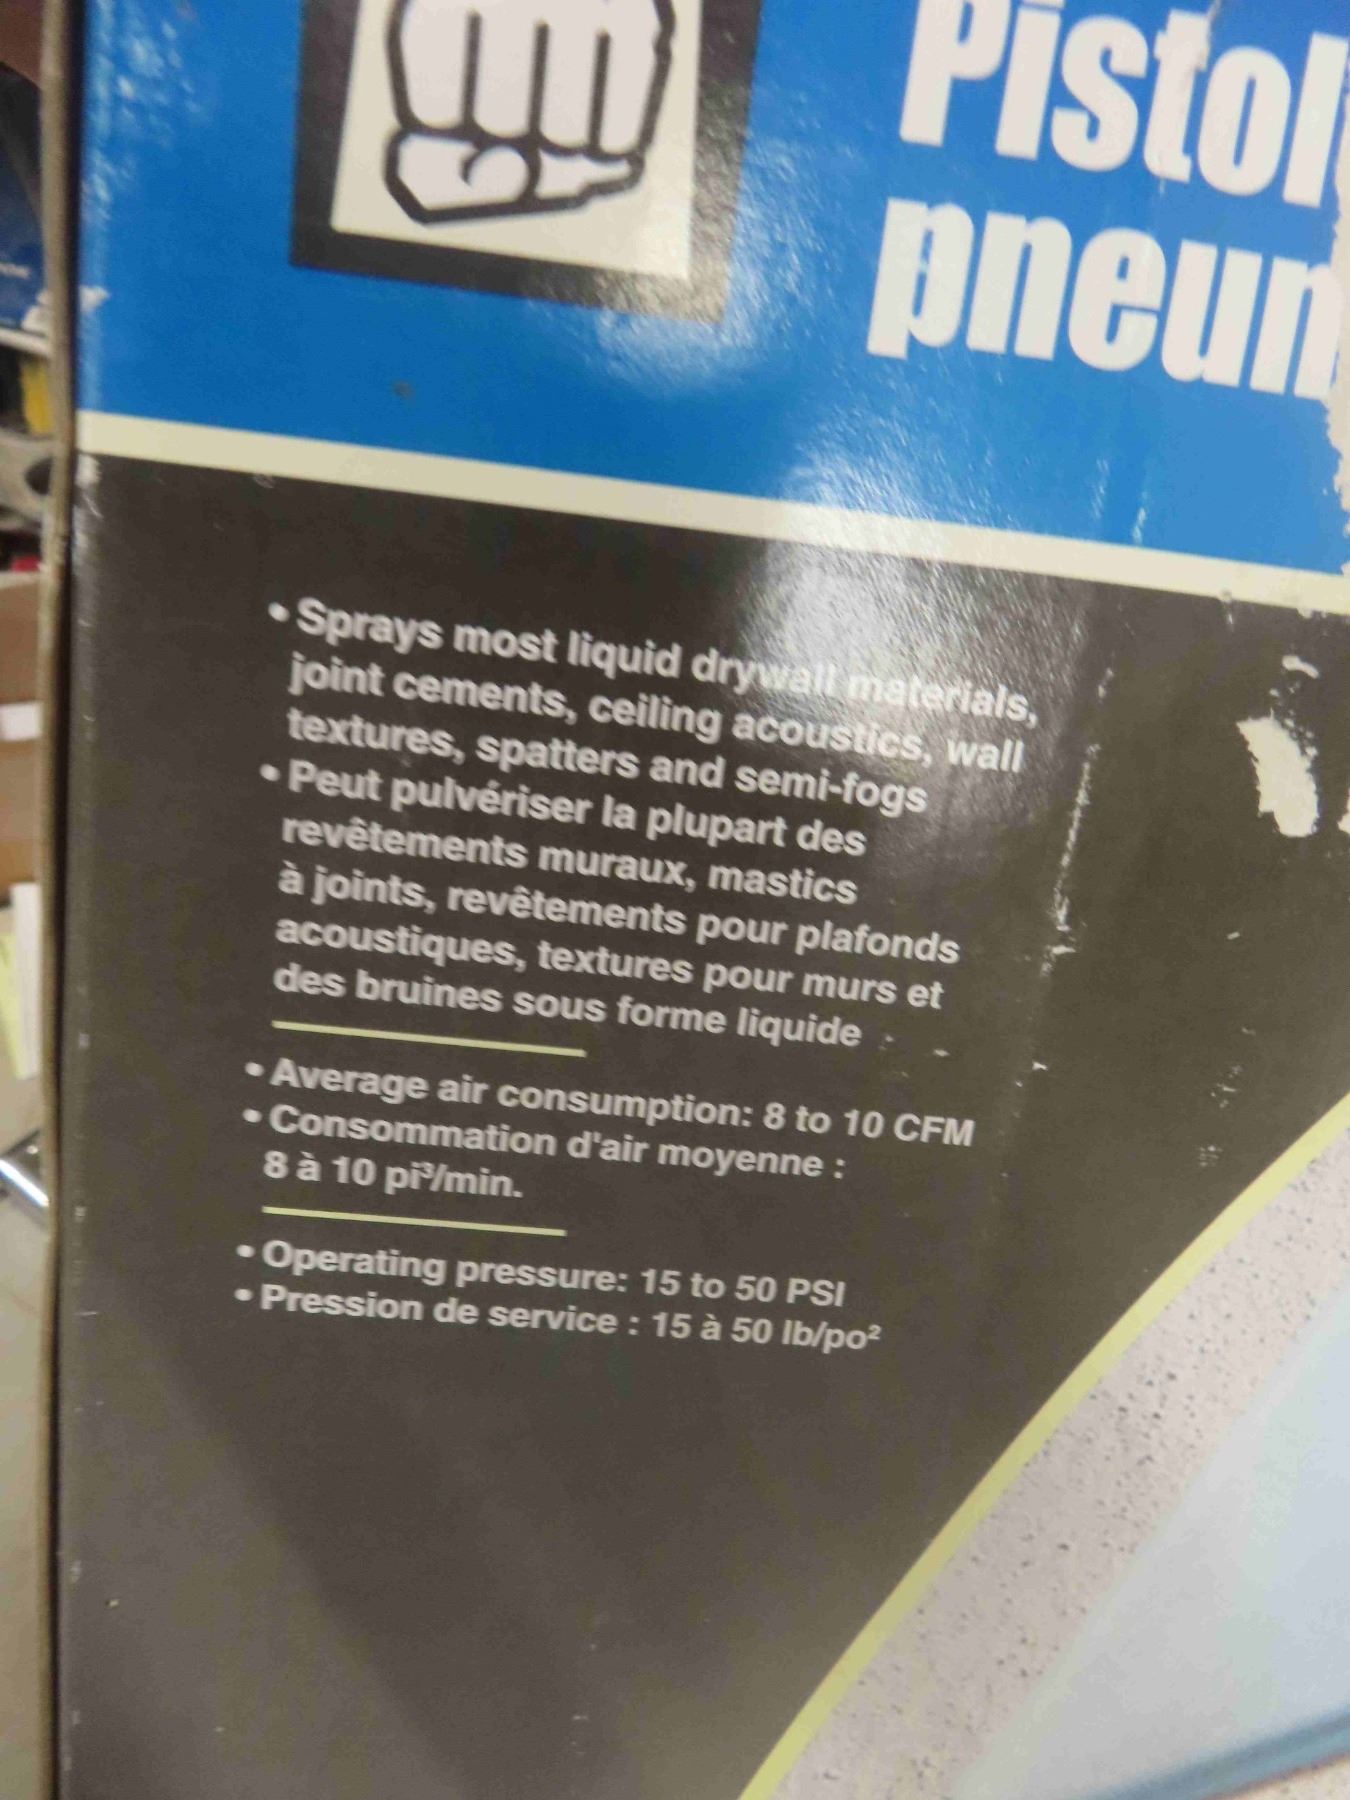 Pistol
pneum
• Sprays most liquid drywall materials,
joint cements, ceiling acoustics, wall
textures, spatters and semi-fogs
• Peut pulvériser la plupart des
revêtements muraux, mastics
à joints, revêtements pour plafonds
acoustiques, textures pour murs et
des bruines sous forme liquide
• Average air consumption: 8 to 10 CFM
• Consommation d'air moyenne :
8 à 10 pi³/min.
• Operating pressure: 15 to 50 PSI
• Pression de service : 15 à 50 lb/po²